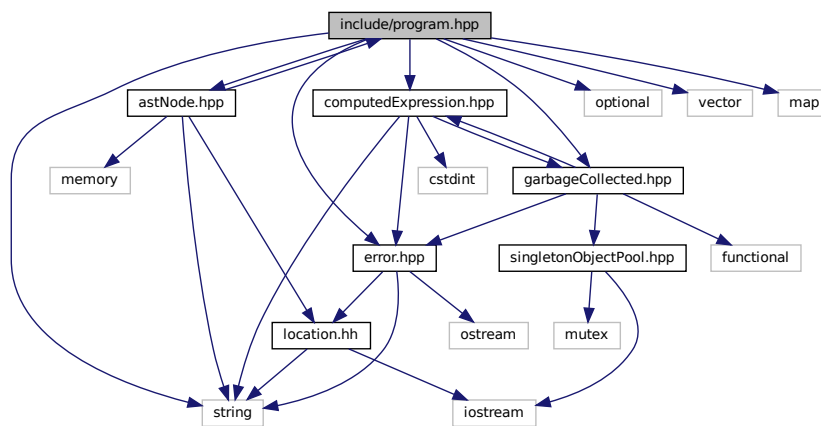 include/program.hpp
astNode.hpp
computedExpression.hpp
optional
vector
map
memory
cstdint
garbageCollected.hpp
error.hpp
singletonObjectPool.hpp
functional
location.hh
ostream
mutex
string
iostream